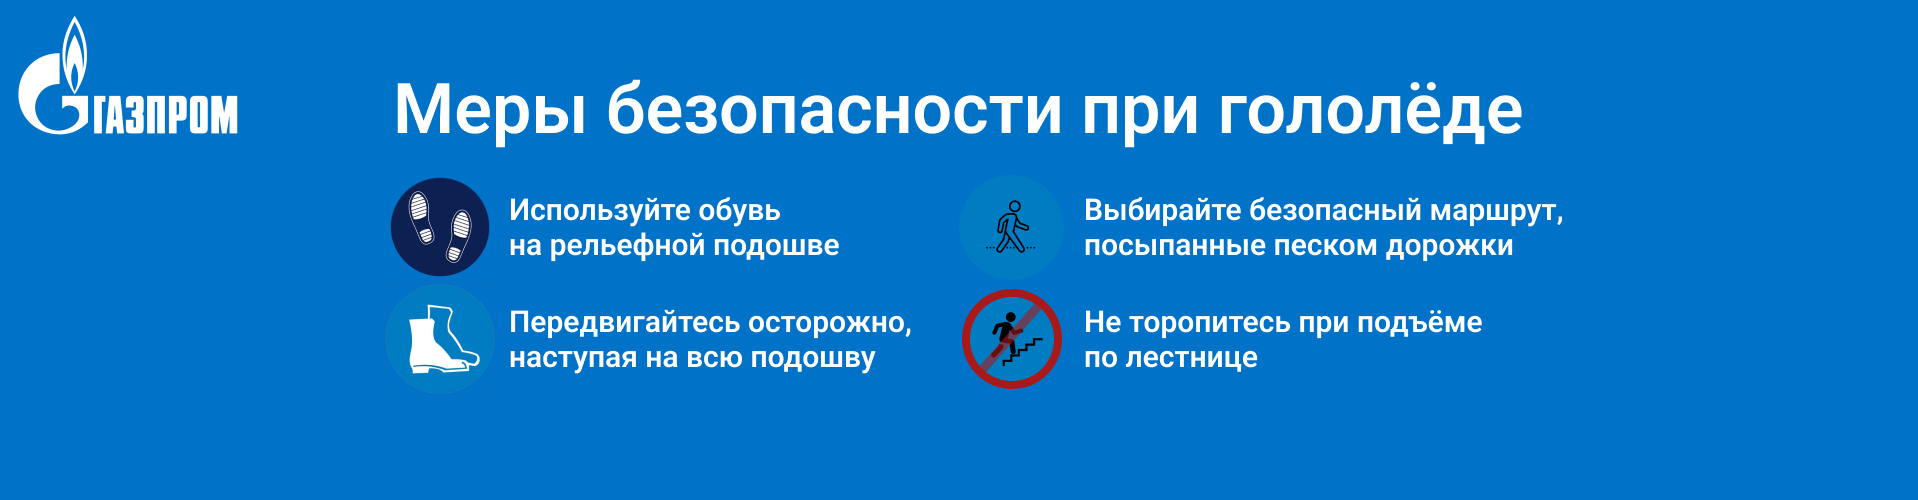 ГАЗПРОМ
Меры безопасности при гололёде
Используйте обувь
на рельефной подошве
Выбирайте безопасный маршрут,
посыпанные песком дорожки
Передвигайтесь осторожно,
наступая на всю подошву
Не торопитесь при подъёме
по лестнице